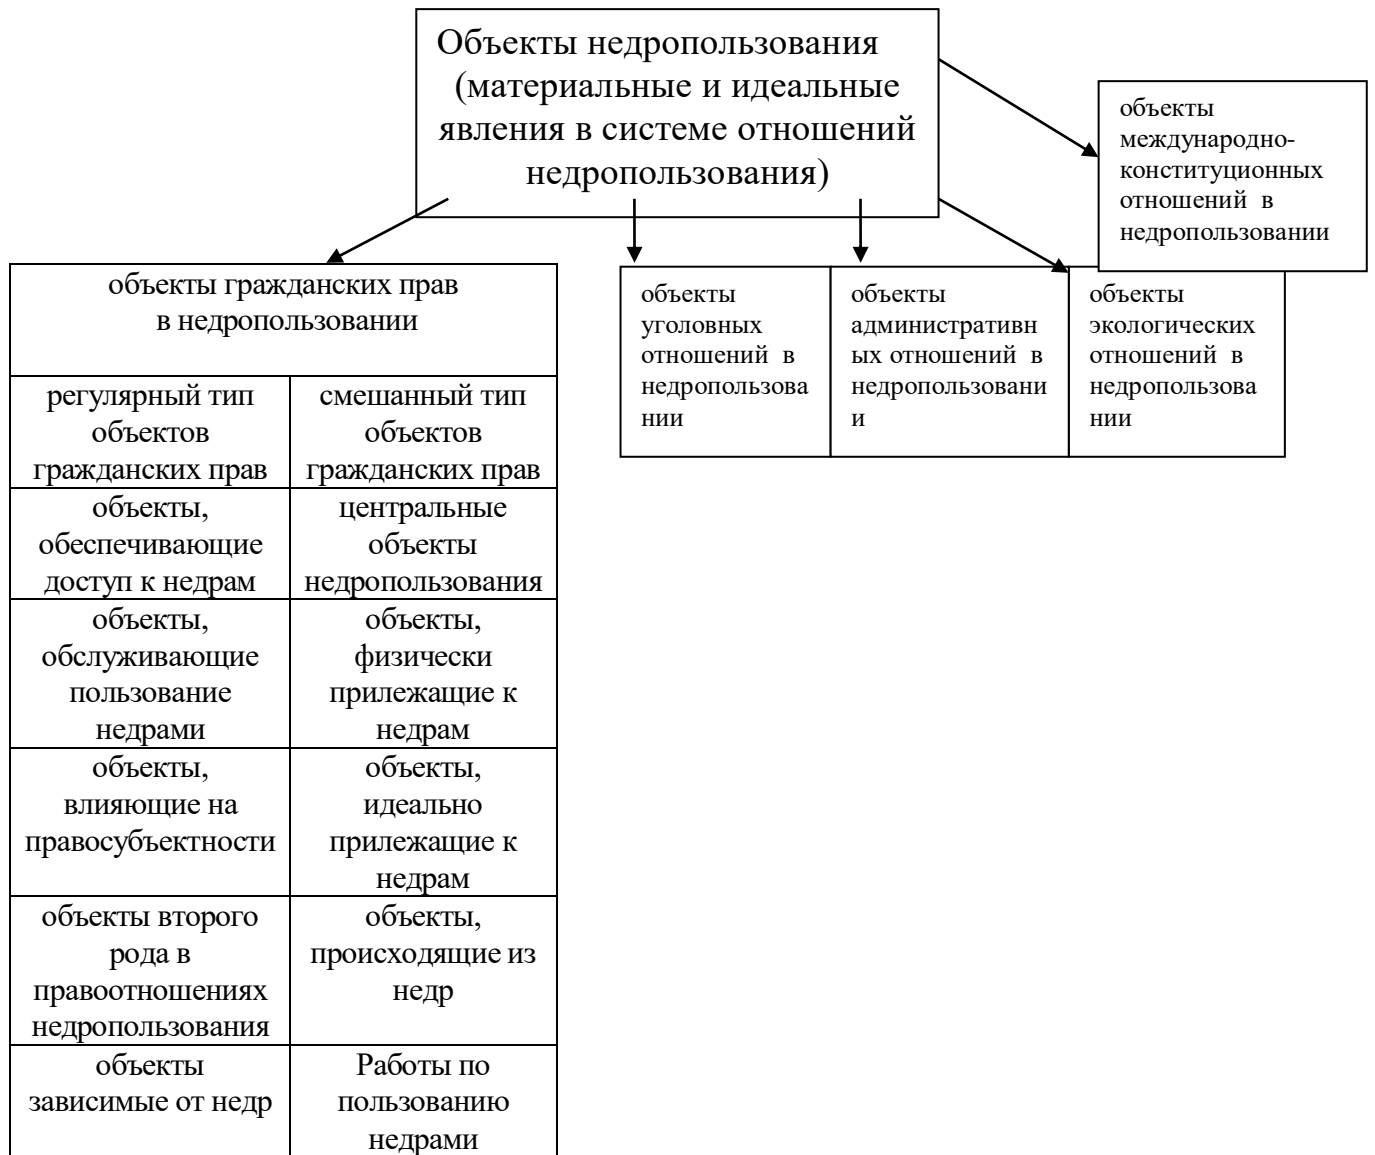 Объекты недропользования
(материальные и идеальные
явления в системе отношений
недропользования)
объекты
международно-
конституционных
отношений в
недропользовании
объекты гражданских прав
в недропользовании
регулярный тип
объектов
гражданских прав
смешанный тип
объектов
гражданских прав
объекты,
обеспечивающие
доступ к недрам
центральные
объекты
недропользования
объекты,
обслуживающие
пользование
недрами
объекты,
физически
прилежащие к
недрам
объекты,
влияющие на
правосубъектности
объекты,
идеально
прилежащие к
недрам
объекты второго
рода в
правоотношениях
недропользования
объекты,
происходящие из
недр
объекты
зависимые от недр
Работы по
пользованию
недрами
объекты
уголовных
отношений в
недропользова
нии
объекты
административн
ых отношений в
недропользовани
и
объекты
экологических
отношений в
недропользова
нии